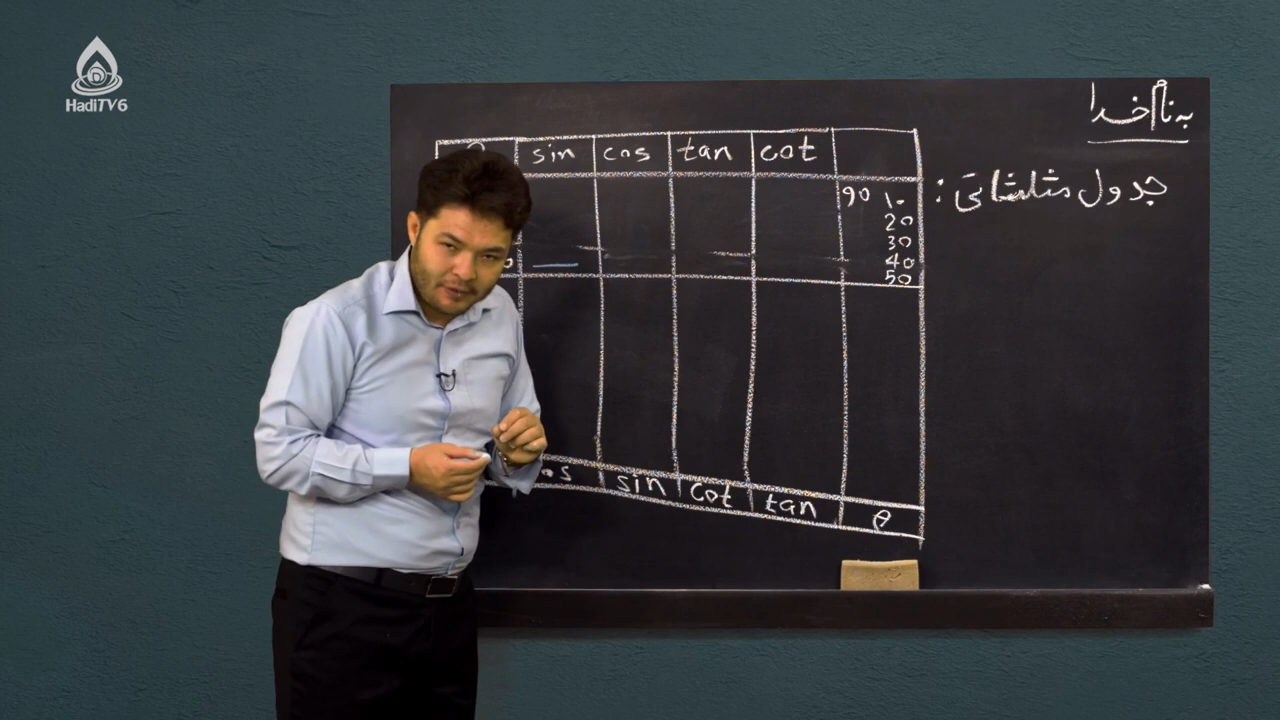 HadiTV6
به نام خدا
جدول مثلثاتی :
sin cos tan cot
90 10
20
30
40
50
sin cot tan θ